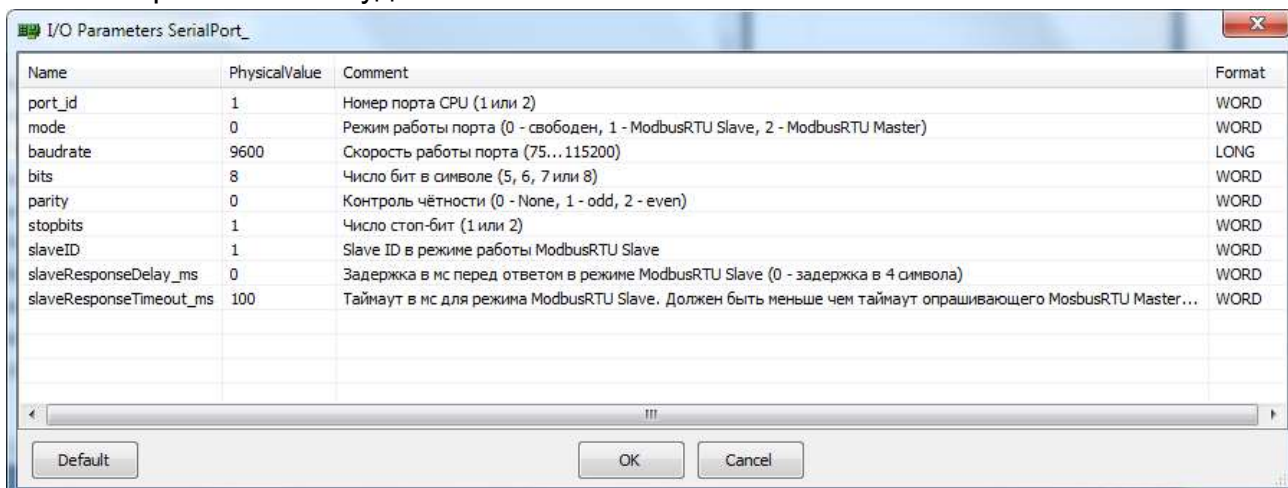 I/O Parameters SerialPort_
Name PhysicalValue Comment Format
port_id 1 Номер порта CPU (1 или 2) WORD
mode 0 Режим работы порта (0 - свободен, 1 - ModbusRTU Slave, 2 - ModbusRTU Master) WORD
baudrate 9600 Скорость работы порта (75...115200) LONG
bits 8 Число бит в символе (5, 6, 7 или 8) WORD
parity 0 Контроль чётности (0 - None, 1 - odd, 2 - even) WORD
stopbits 1 Число стоп-бит (1 или 2) WORD
slaveID 1 Slave ID в режиме работы ModbusRTU Slave WORD
slaveResponseDelay_ms 0 Задержка в мс перед ответом в режиме ModbusRTU Slave (0 - задержка в 4 символа) WORD
slaveResponseTimeout_ms 100 Таймаут в мс для режима ModbusRTU Slave. Должен быть меньше чем таймаут опрашивающего MosbusRTU Master... WORD
Default OK Cancel